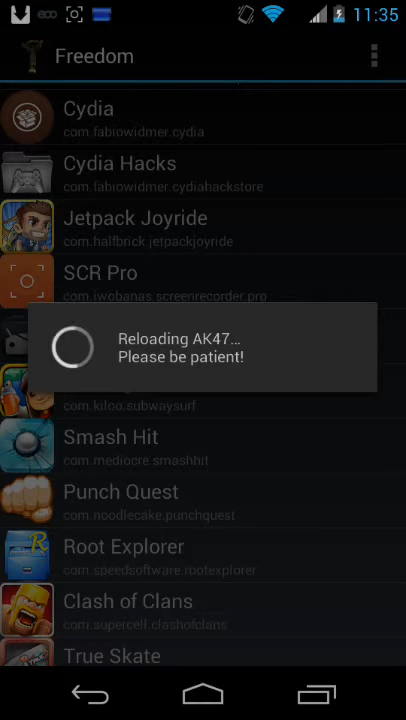 11:35
Freedom
Cydia
com.fabiowidmer.cydia
Cydia Hacks
com.fabiowidmer.cydiahackstore
Jetpack Joyride
com.halfbrick.jetpackjoyride
SCR Pro
com.iwobanas.screenrecorder.pro
Reloading AK47...
Please be patient!
com.kiloo.subwaysurf
Smash Hit
com.mediocre.smashhit
Punch Quest
com.noodlecake.punchquest
R
Root Explorer
com.speedsoftware.rootexplorer
Clash of Clans
com.supercell.clashofclans
True Skate